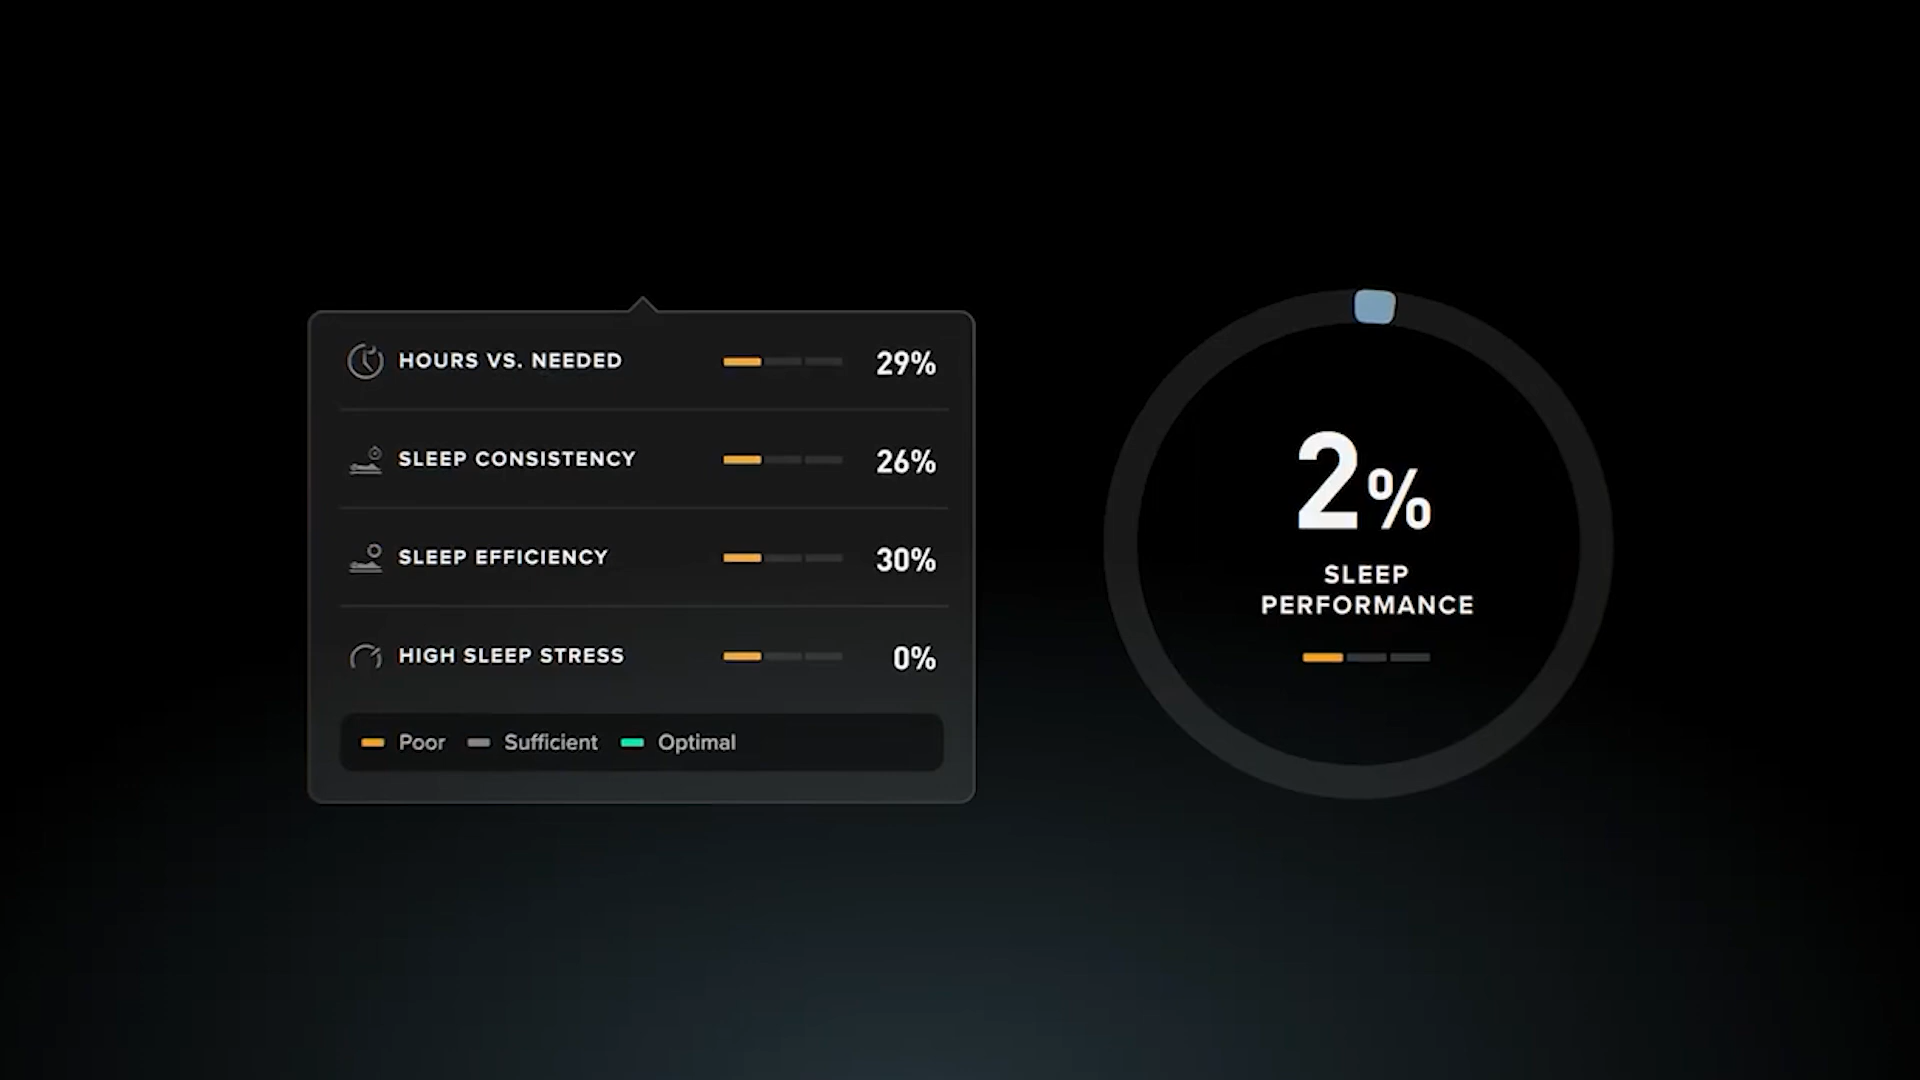 HOURS VS. NEEDED 29%
SLEEP CONSISTENCY 26%
SLEEP EFFICIENCY 30%
HIGH SLEEP STRESS 0%
Poor Sufficient Optimal
2%
SLEEP
PERFORMANCE